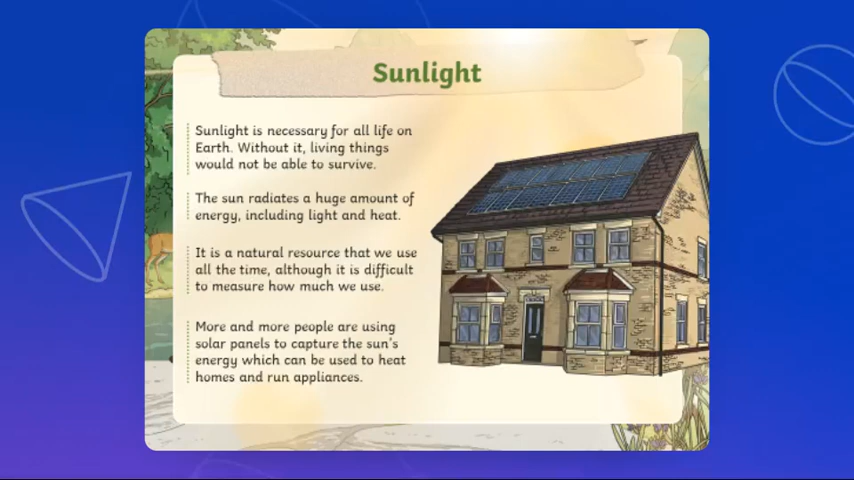 Sunlight
Sunlight is necessary for all life on
Earth. Without it, living things
would not be able to survive.
The sun radiates a huge amount of
energy, including light and heat.
It is a natural resource that we use
all the time, although it is difficult
to measure how much we use.
More and more people are using
solar panels to capture the sun's
energy which can be used to heat
homes and run appliances.